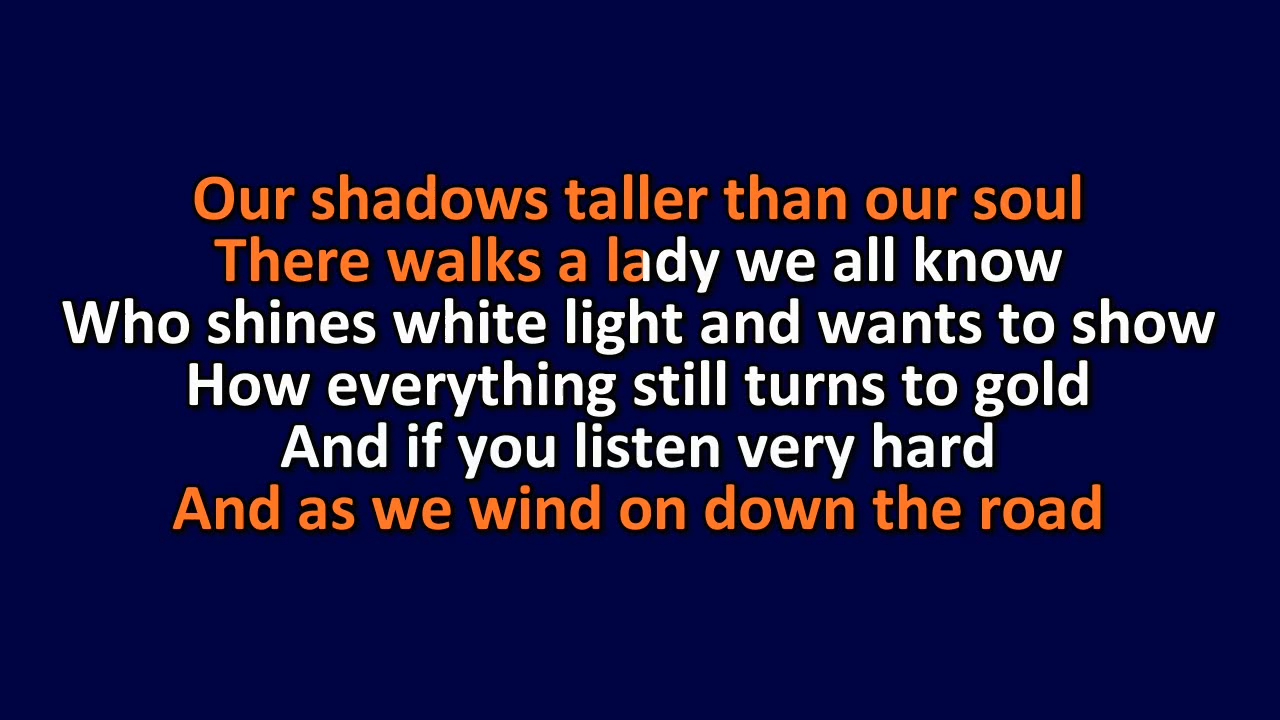 Our shadows taller than our soul
There walks a lady we all know
Who shines white light and wants to show
How everything still turns to gold
And if you listen very hard
And as we wind on down the road